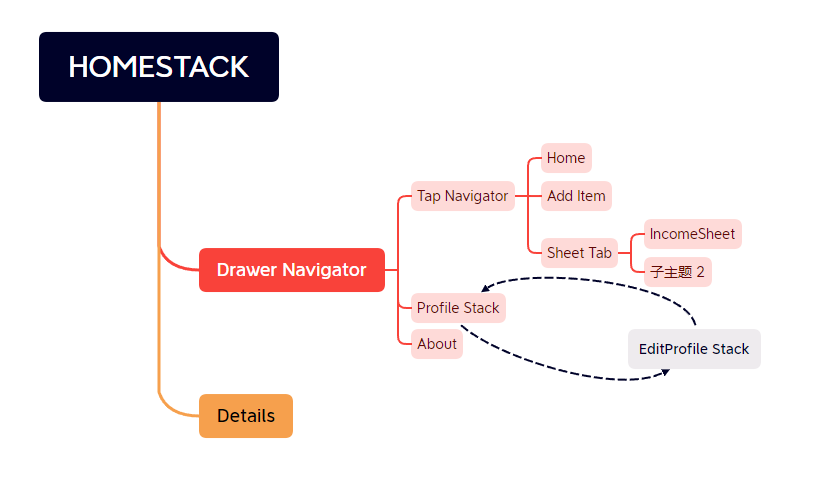 HOMESTACK
Home
Tap Navigator
Add Item
IncomeSheet
Sheet Tab
Drawer Navigator
子主题 2
Profile Stack
About
EditProfile Stack
Details